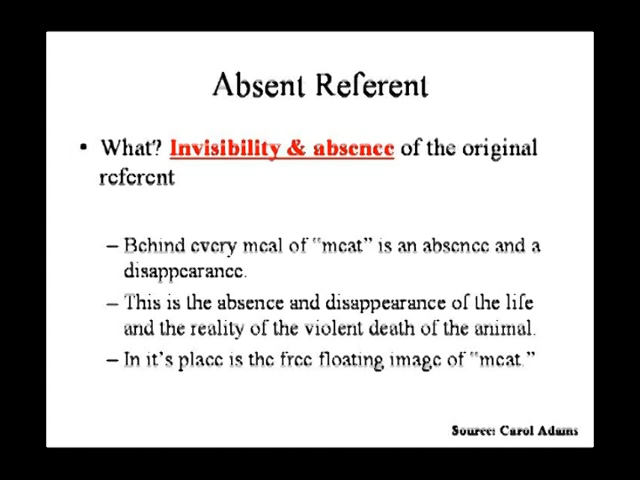 Absent Referent
• What? Invisibility & absence of the original
referent
– Behind every meal of "meat" is an absence and a
disappearance.
– This is the absence and disappearance of the life
and the reality of the violent death of the animal.
– In it's place is the free floating image of "meat."
Source: Carol Adams